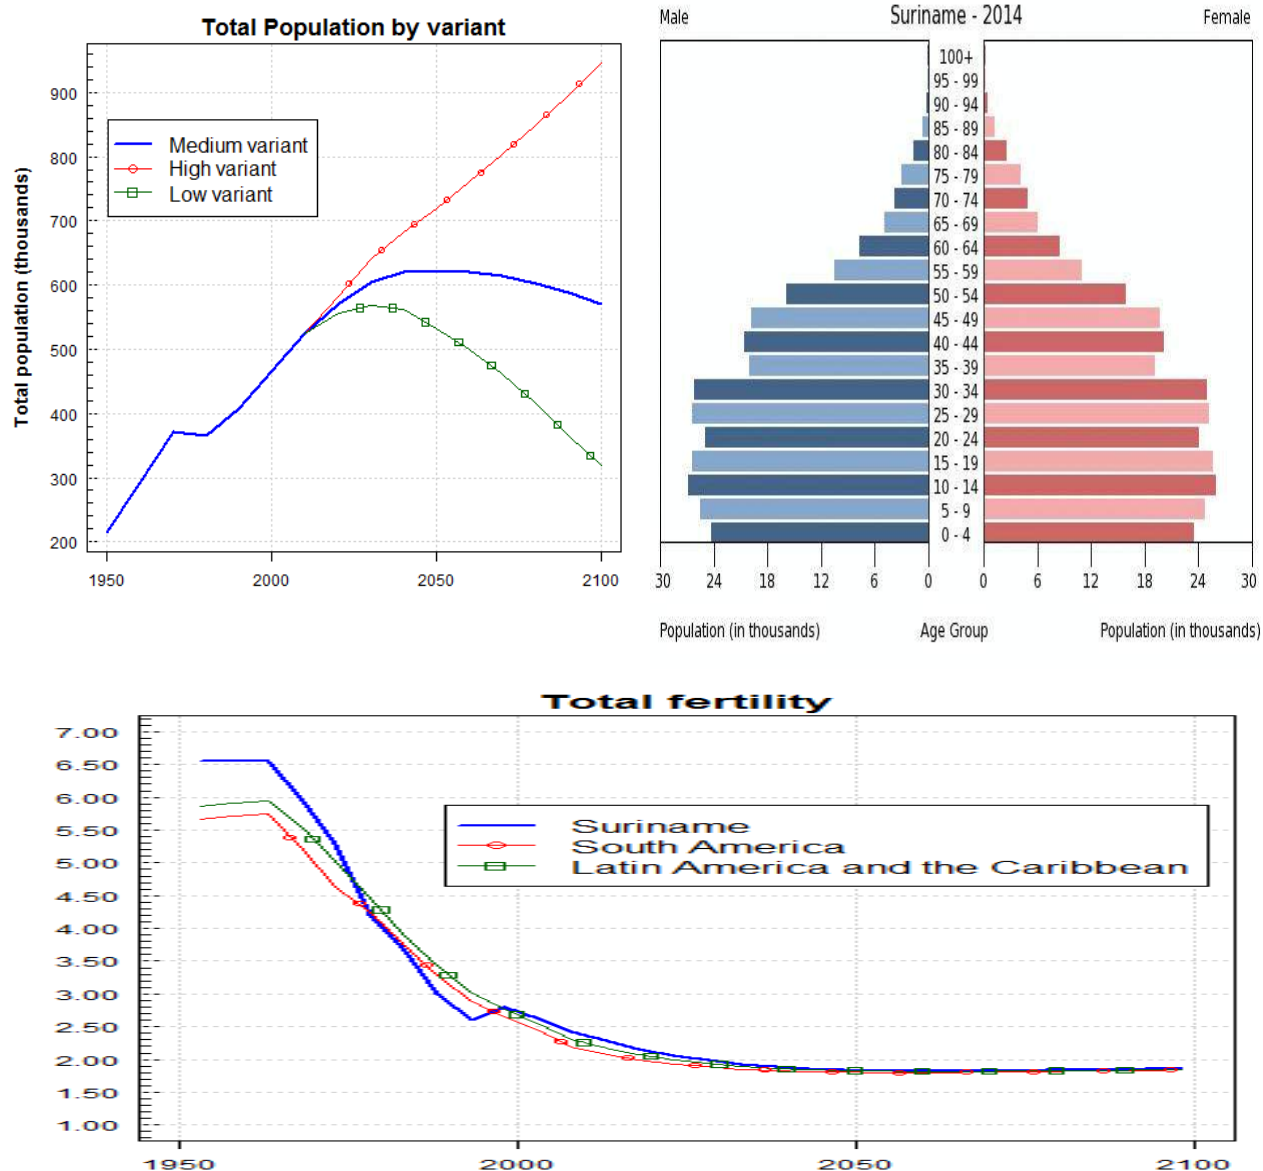 Total Population by variant
Total population (thousands)
900
800
700
600
500
400
300
200
1950 2000 2050 2100
Medium variant
High variant
Low variant
Male Suriname - 2014 Female
100+
95 - 99
90 - 94
85 - 89
80 - 84
75 - 79
70 - 74
65 - 69
60 - 64
55 - 59
50 - 54
45 - 49
40 - 44
35 - 39
30 - 34
25 - 29
20 - 24
15 - 19
10 - 14
5 - 9
0 - 4
30 24 18 12 6 0 0 6 12 18 24 30
Population (in thousands) Age Group Population (in thousands)
Total fertility
7.00
6.50
6.00
5.50
5.00
4.50
4.00
3.50
3.00
2.50
2.00
1.50
1.00
Suriname
South America
Latin America and the Caribbean
1950 2000 2050 2100